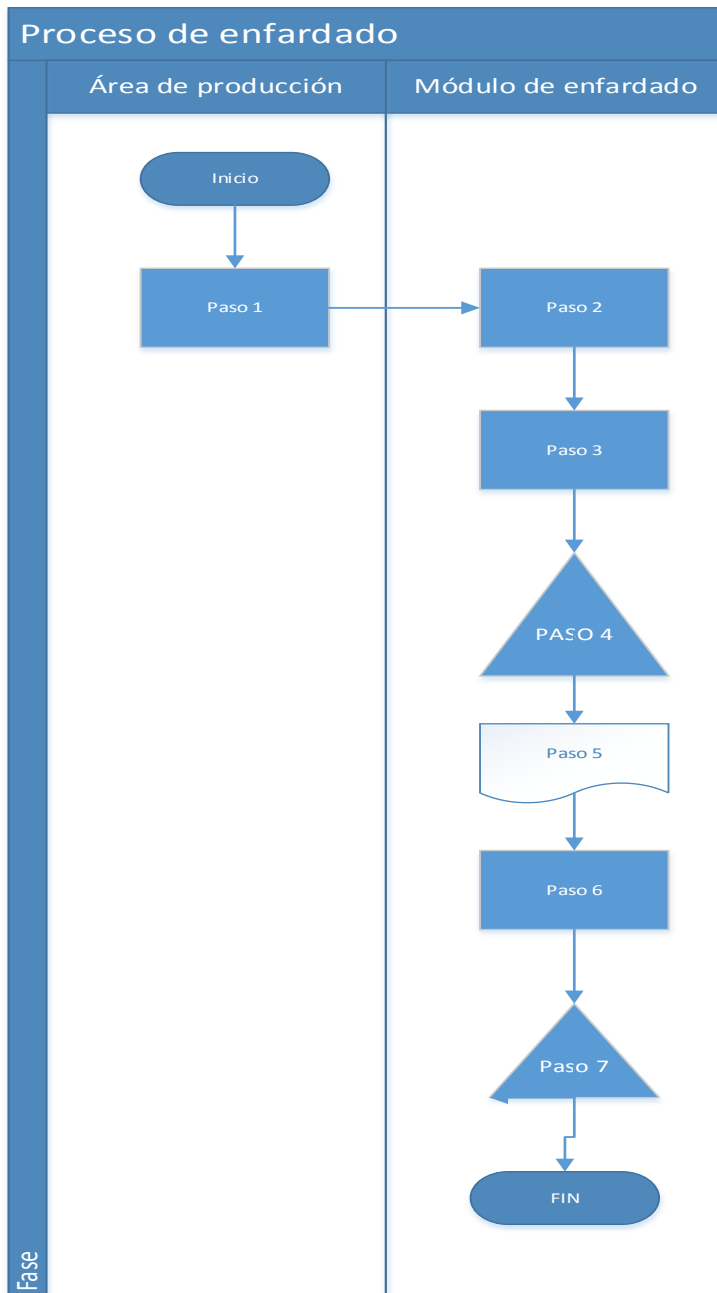 Proceso de enfardado
Área de producción
Módulo de enfardado
Inicio
Paso 1
Paso 2
Paso 3
PASO 4
Paso 5
Paso 6
Paso 7
FIN
Fase